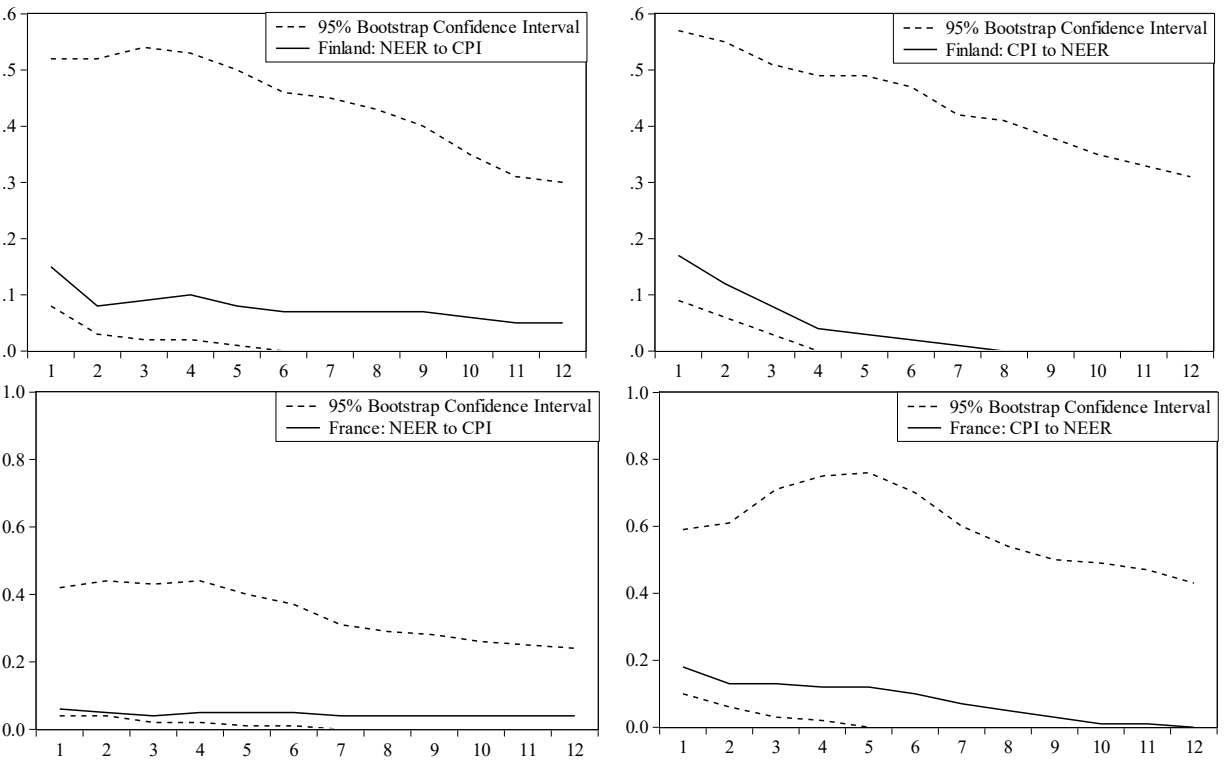 .6
.5
.4
.3
.2
.1
.0
95% Bootstrap Confidence Interval
Finland: NEER to CPI
1 2 3 4 5 6 7 8 9 10 11 12
.6
.5
.4
.3
.2
.1
.0
95% Bootstrap Confidence Interval
Finland: CPI to NEER
1 2 3 4 5 6 7 8 9 10 11 12
1.0
0.8
0.6
0.4
0.2
0.0
95% Bootstrap Confidence Interval
France: NEER to CPI
1 2 3 4 5 6 7 8 9 10 11 12
1.0
0.8
0.6
0.4
0.2
0.0
95% Bootstrap Confidence Interval
France: CPI to NEER
1 2 3 4 5 6 7 8 9 10 11 12